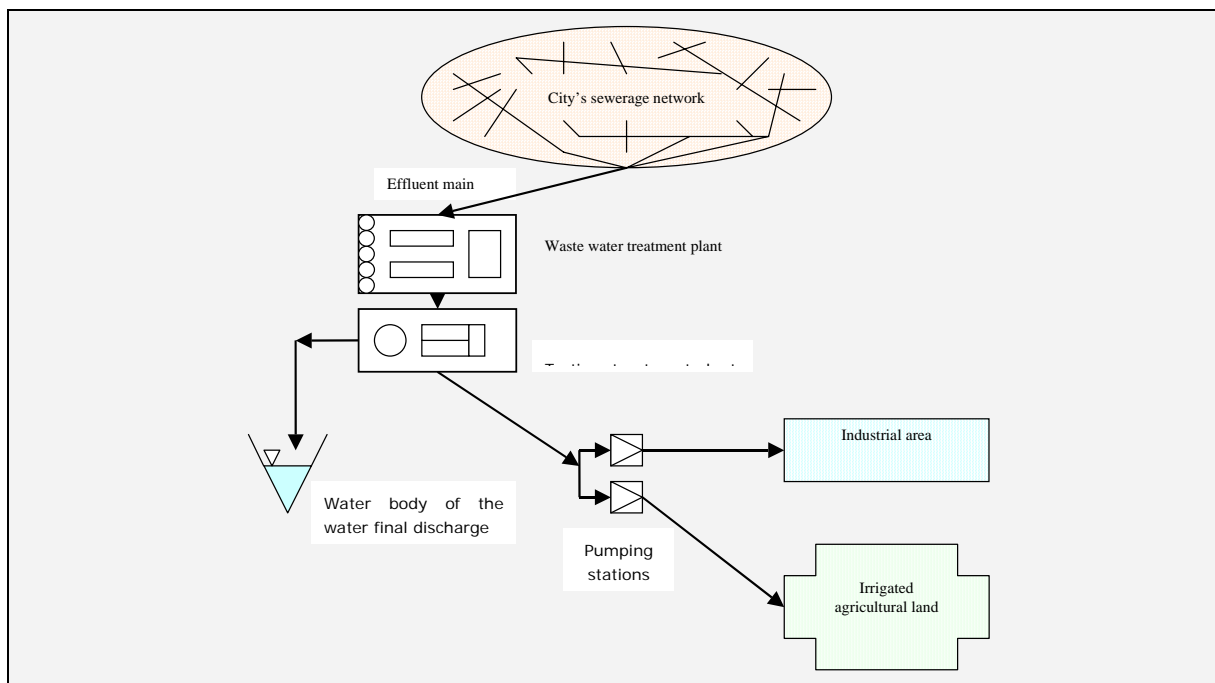 City's sewerage network
Effluent main
Waste water treatment plant
Industrial area
Water body of the
water final discharge
Pumping
stations
Irrigated
agricultural land